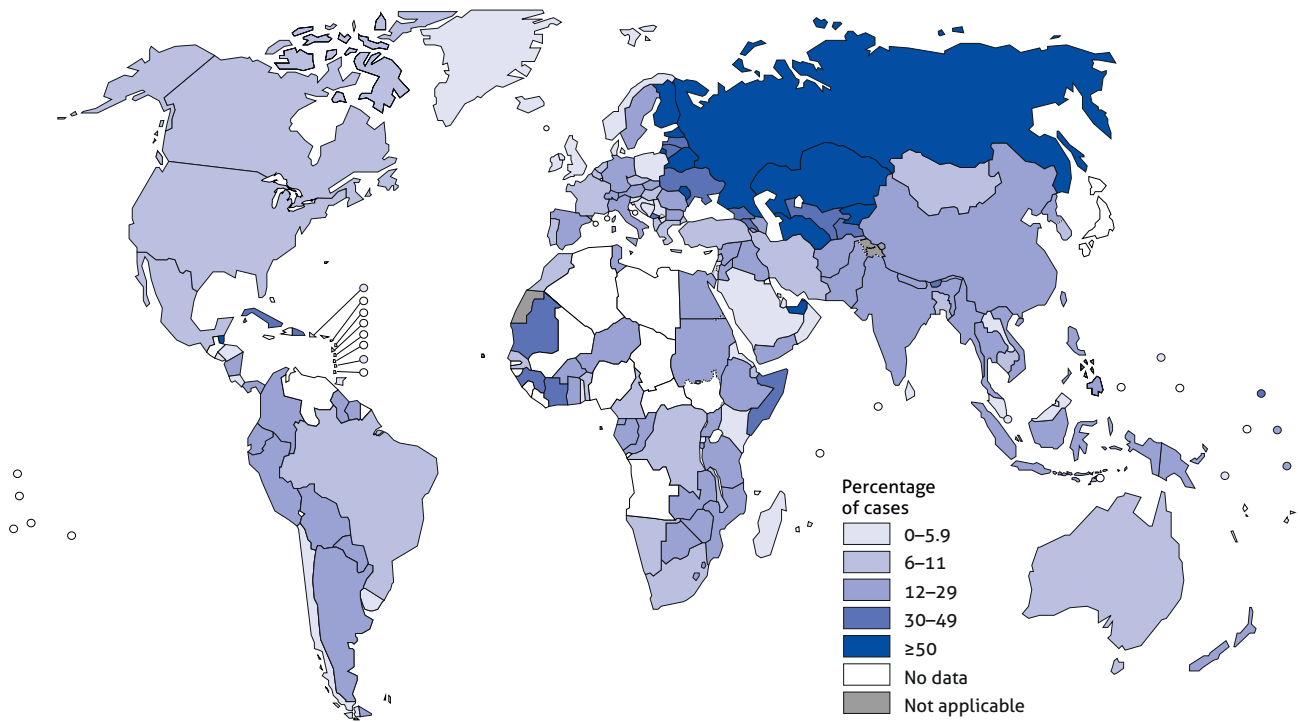 Percentage
of cases
0–5.9
6–11
12–29
30–49
≥50
No data
Not applicable